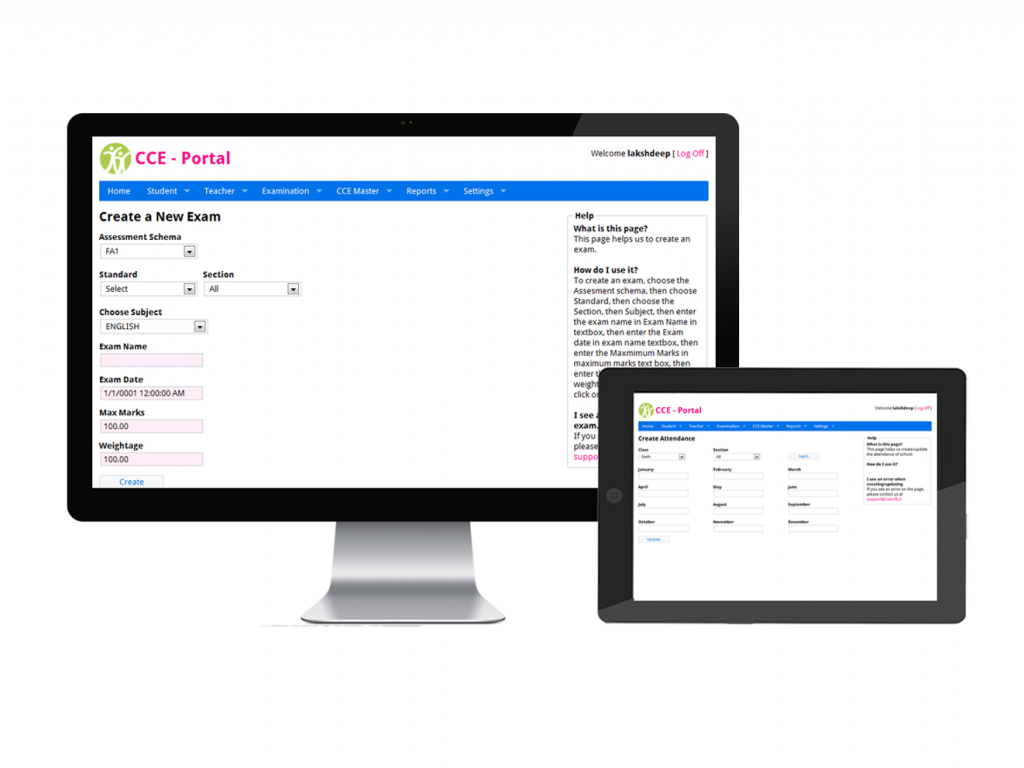 CCE - Portal
Welcome lakshdeep [ Log Off ]
Home Student Teacher Examination CCE Master Reports Settings
Create a New Exam
Assessment Schema
FA1
Standard Section
Select All
Choose Subject
ENGLISH
Exam Name
Exam Date
1/1/0001 12:00:00 AM
Max Marks
100.00
Weightage
100.00
Create
Help
What is this page?
This page helps us to create an
exam.
How do I use it?
To create an exam, choose the
Assesment schema, then choose
Standard, then choose the
Section, then Subject, then enter
the exam name in Exam Name in
textbox, then enter the Exam
date in exam name textbox, then
enter the Maxmimum Marks in
maximum marks text box, then
enter
weight
click
I see
exam.
If you
please
suppo
CCE - Portal
Welcome lakshdeep [ Log Off ]
Home Student Teacher Examination CCE Master Reports Settings
Create Attendance
Class Section
Sixth All Fetch
January February March
April May June
July August September
October November December
Update
Help
What is this page?
This page helps us create/update
the attendance of school.
How do I use it?
I see an error when
creating/updating
If you see an error on the page,
please contact us at